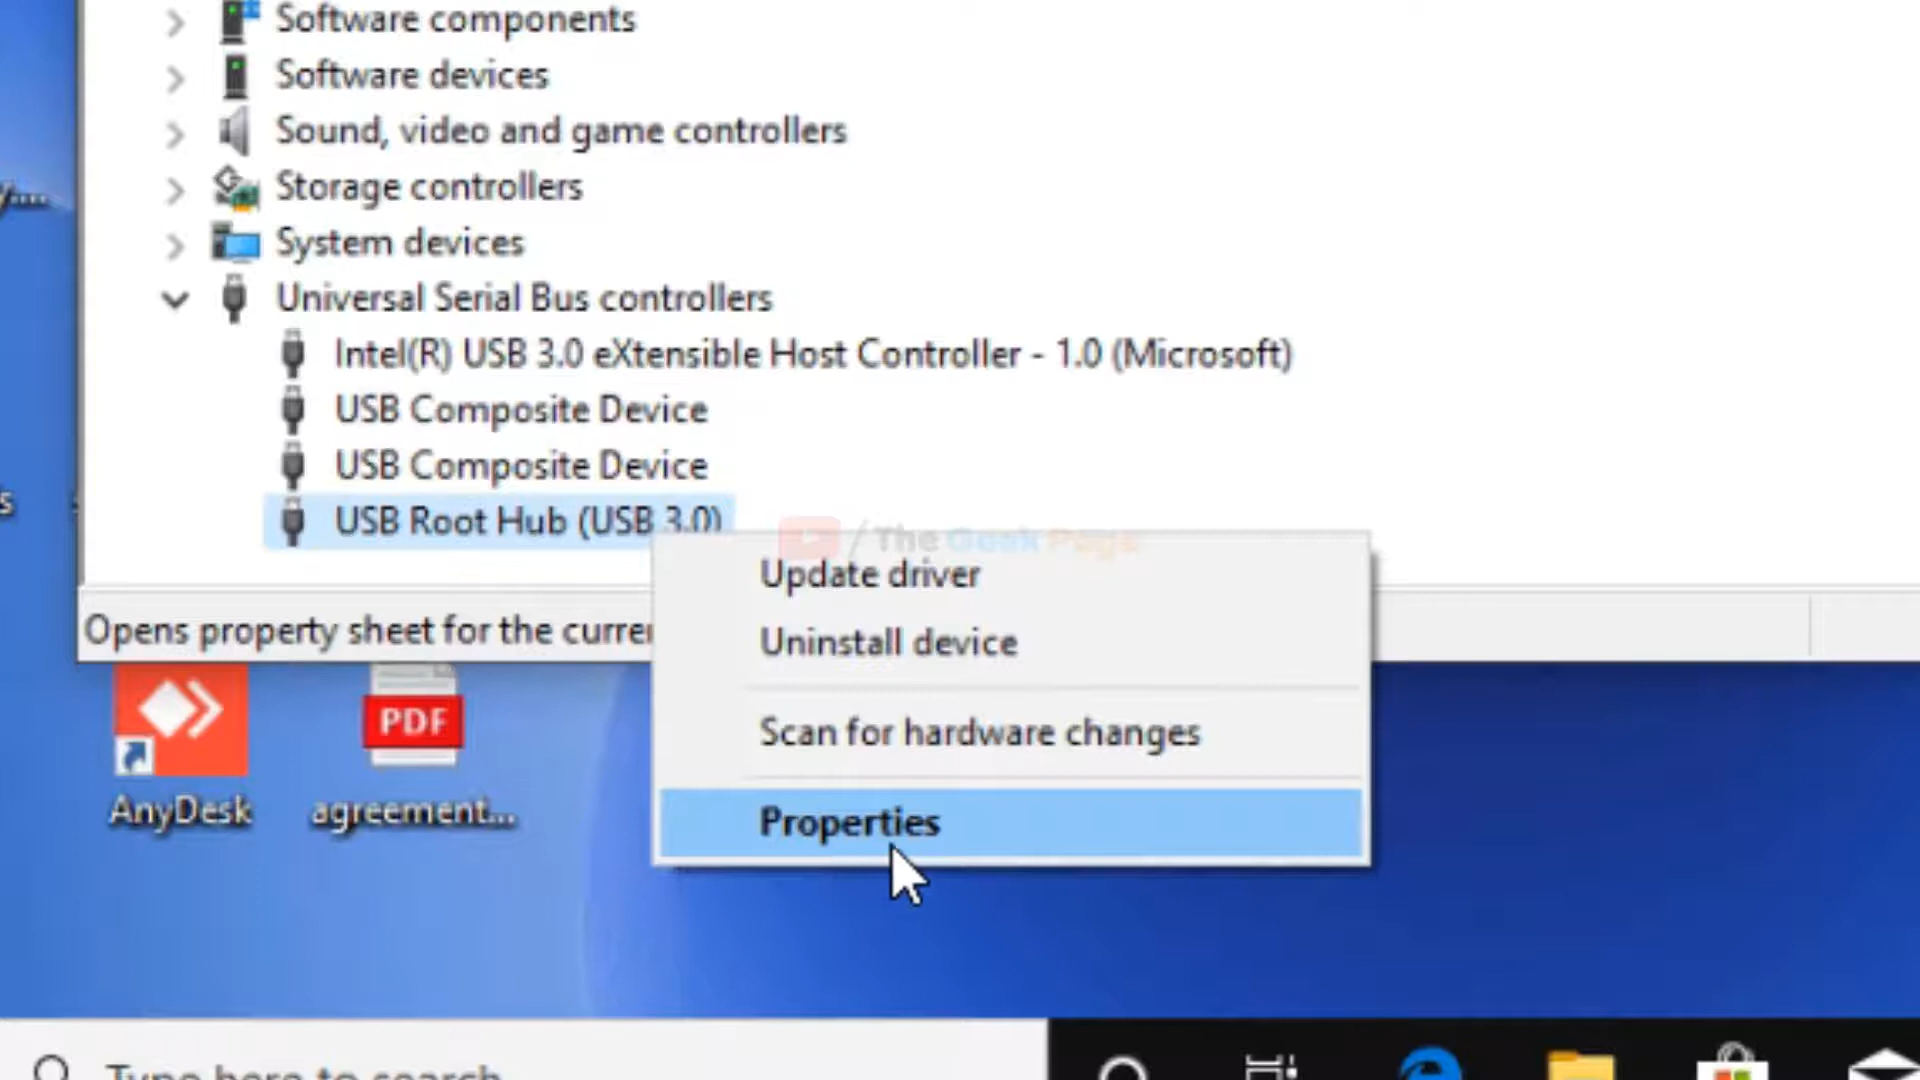 Software components
Software devices
Sound, video and game controllers
Storage controllers
System devices
Universal Serial Bus controllers
Intel(R) USB 3.0 eXtensible Host Controller - 1.0 (Microsoft)
USB Composite Device
USB Composite Device
USB Root Hub (USB 3.0)
/ The Geek Page
Update driver
Uninstall device
Scan for hardware changes
Properties
Opens property sheet for the
PDF
AnyDesk
agreement...
Type here to search